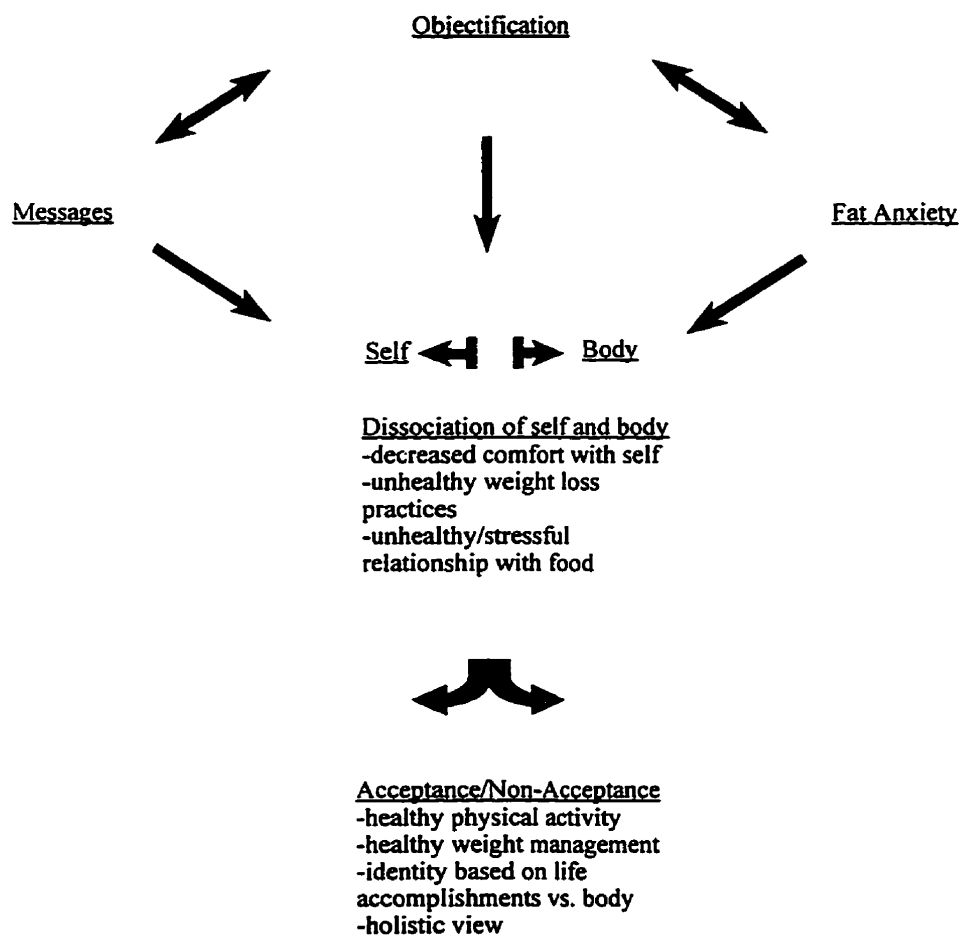 Objectification
Messages
Fat Anxiety
Self
Body
Dissociation of self and body
-decreased comfort with self
-unhealthy weight loss
practices
-unhealthy/stressful
relationship with food
Acceptance/Non-Acceptance
-healthy physical activity
-healthy weight management
-identity based on life
accomplishments vs. body
-holistic view